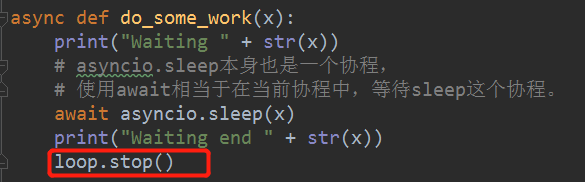 async def do_some_work(x):
    print("Waiting " + str(x))
    # asyncio.sleep本身也是一个协程,
    # 使用await相当于在当前协程中，等待sleep这个协程。
    await asyncio.sleep(x)
    print("Waiting end " + str(x))
    loop.stop()